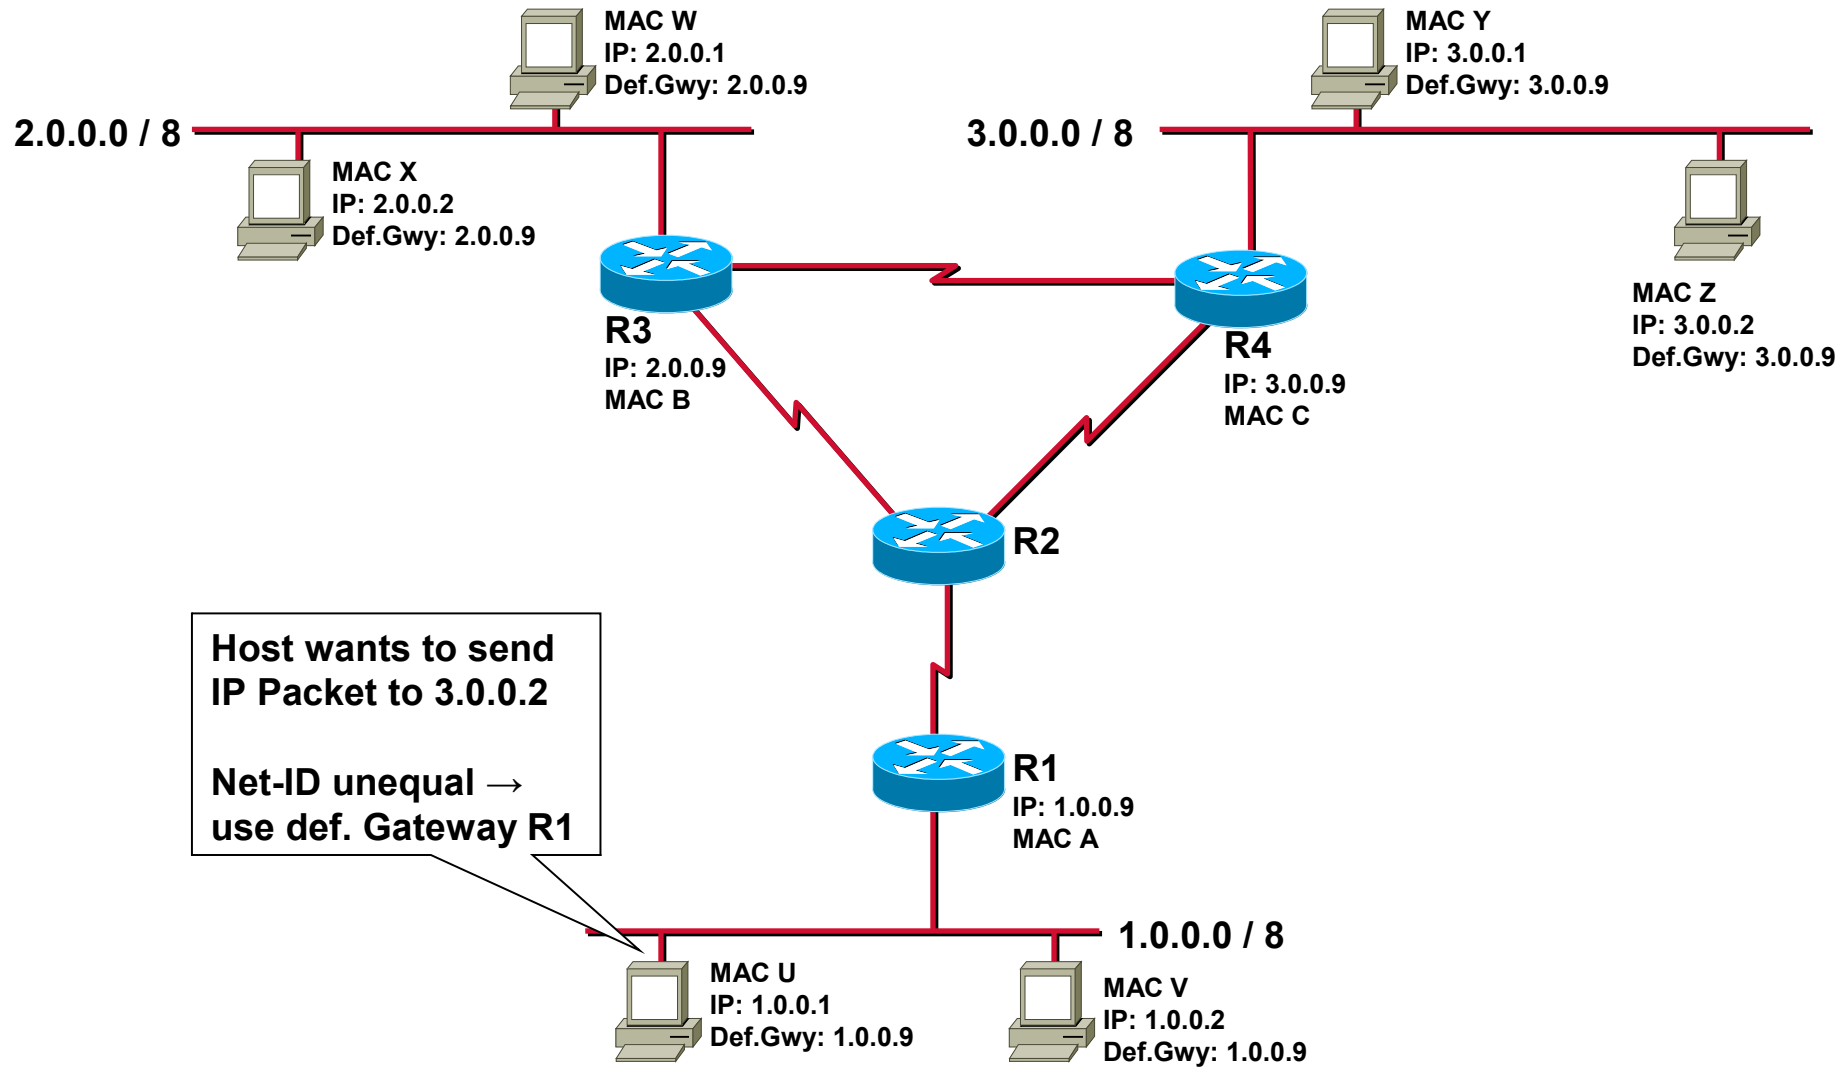 MAC W
IP: 2.0.0.1
Def.Gwy: 2.0.0.9
MAC Y
IP: 3.0.0.1
Def.Gwy: 3.0.0.9
2.0.0.0 / 8
3.0.0.0 / 8
MAC X
IP: 2.0.0.2
Def.Gwy: 2.0.0.9
MAC Z
IP: 3.0.0.2
Def.Gwy: 3.0.0.9
R3
IP: 2.0.0.9
MAC B
R4
IP: 3.0.0.9
MAC C
R2
Host wants to send
IP Packet to 3.0.0.2
Net-ID unequal →
use def. Gateway R1
R1
IP: 1.0.0.9
MAC A
1.0.0.0 / 8
MAC U
IP: 1.0.0.1
Def.Gwy: 1.0.0.9
MAC V
IP: 1.0.0.2
Def.Gwy: 1.0.0.9